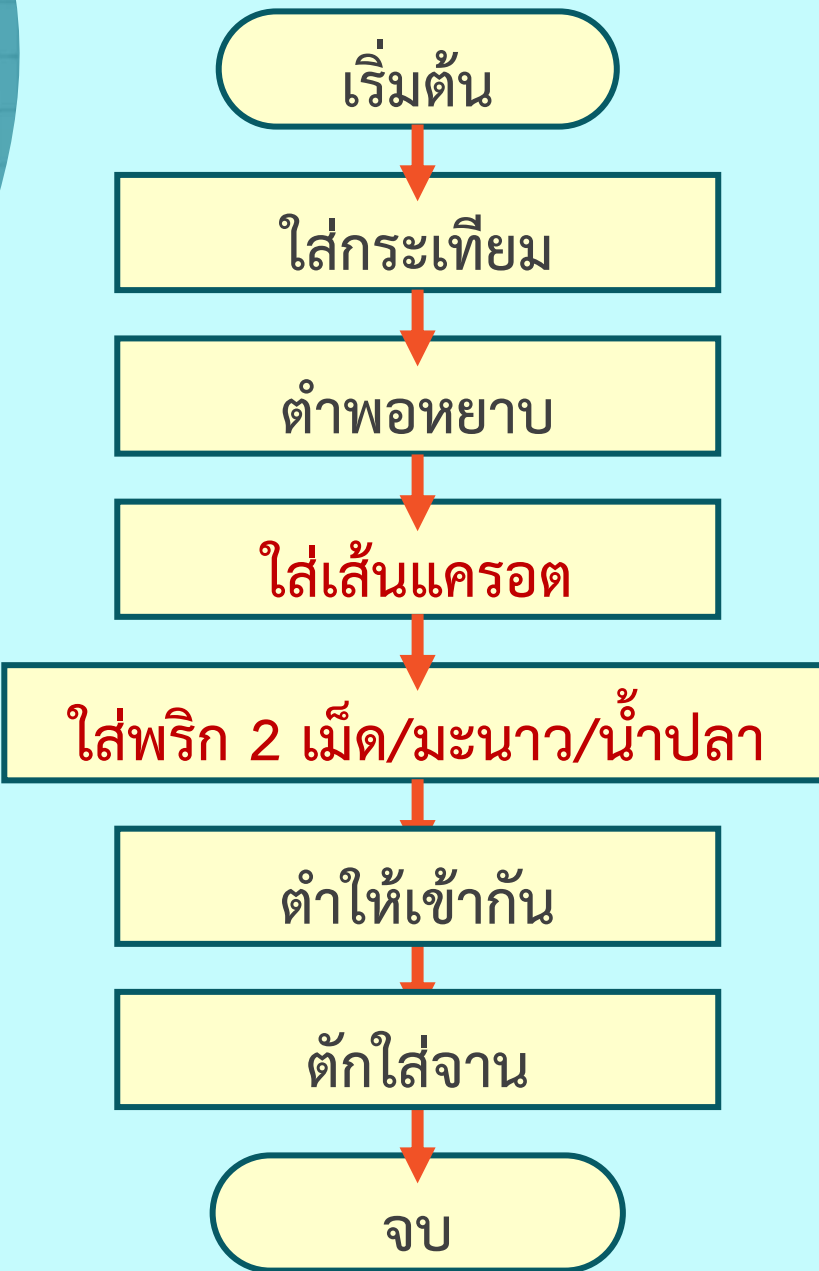 เริ่มต้น
ใส่กระเทียม
ตำพอหยาบ
ใส่เส้นแครอต
ใส่พริก 2 เม็ด/มะนาว/น้ำปลา
ตำให้เข้ากัน
ตักใส่จาน
จบ